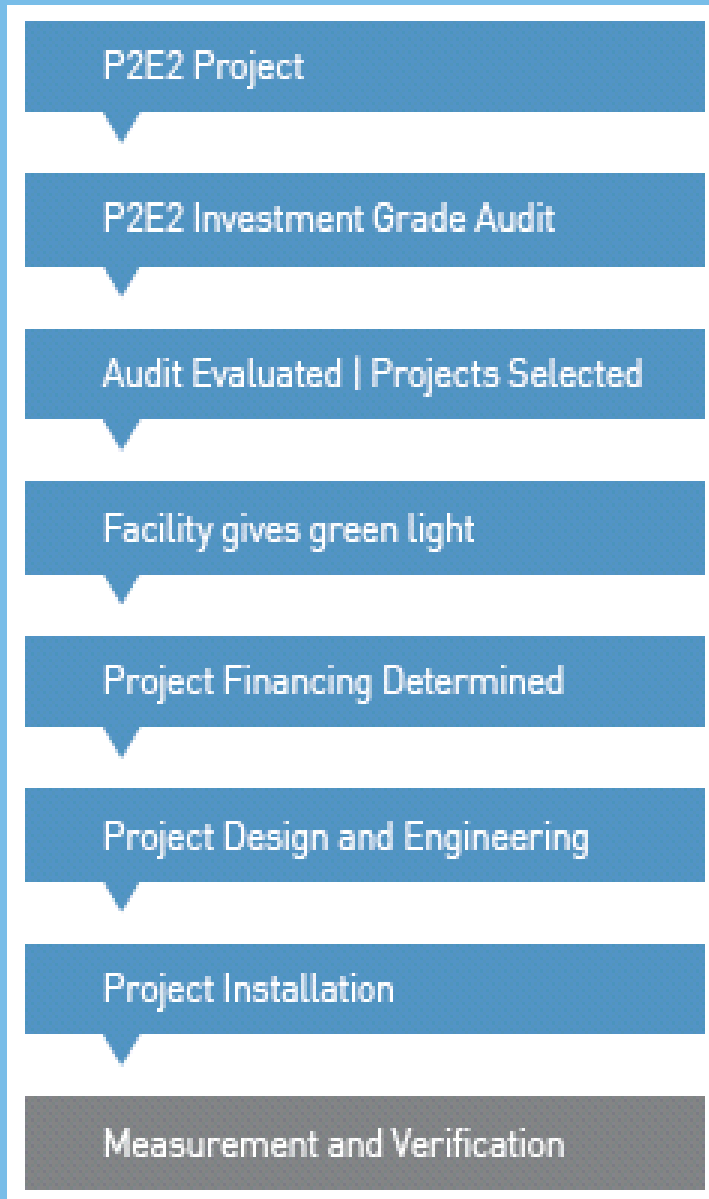 P2E2 Project
P2E2 Investment Grade Audit
Audit Evaluated | Projects Selected
Facility gives green light
Project Financing Determined
Project Design and Engineering
Project Installation
Measurement and Verification